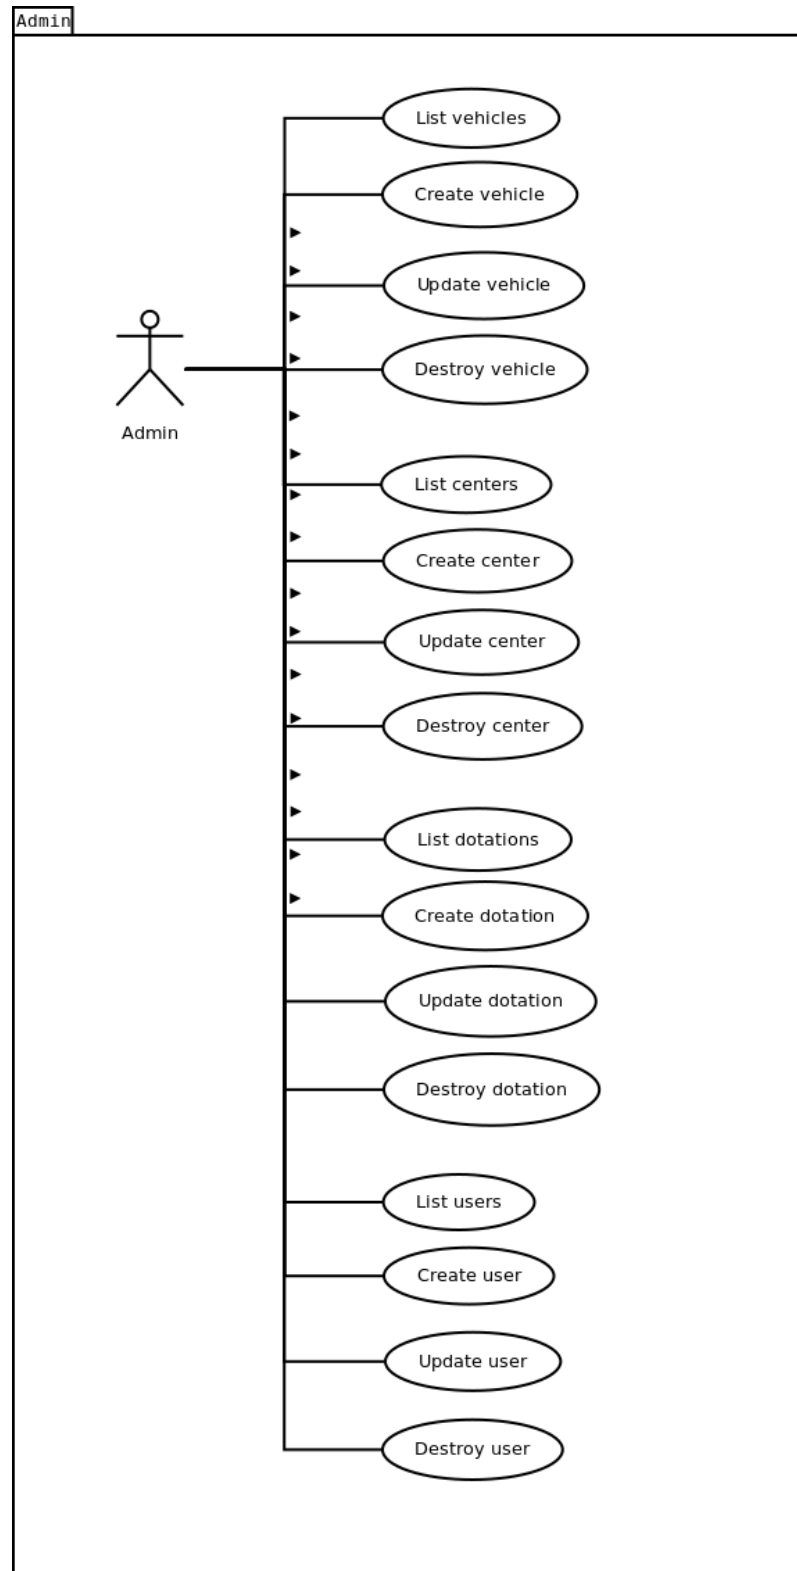 Admin
List vehicles
Create vehicle
Update vehicle
Destroy vehicle
Admin
List centers
Create center
Update center
Destroy center
List dotations
Create dotation
Update dotation
Destroy dotation
List users
Create user
Update user
Destroy user